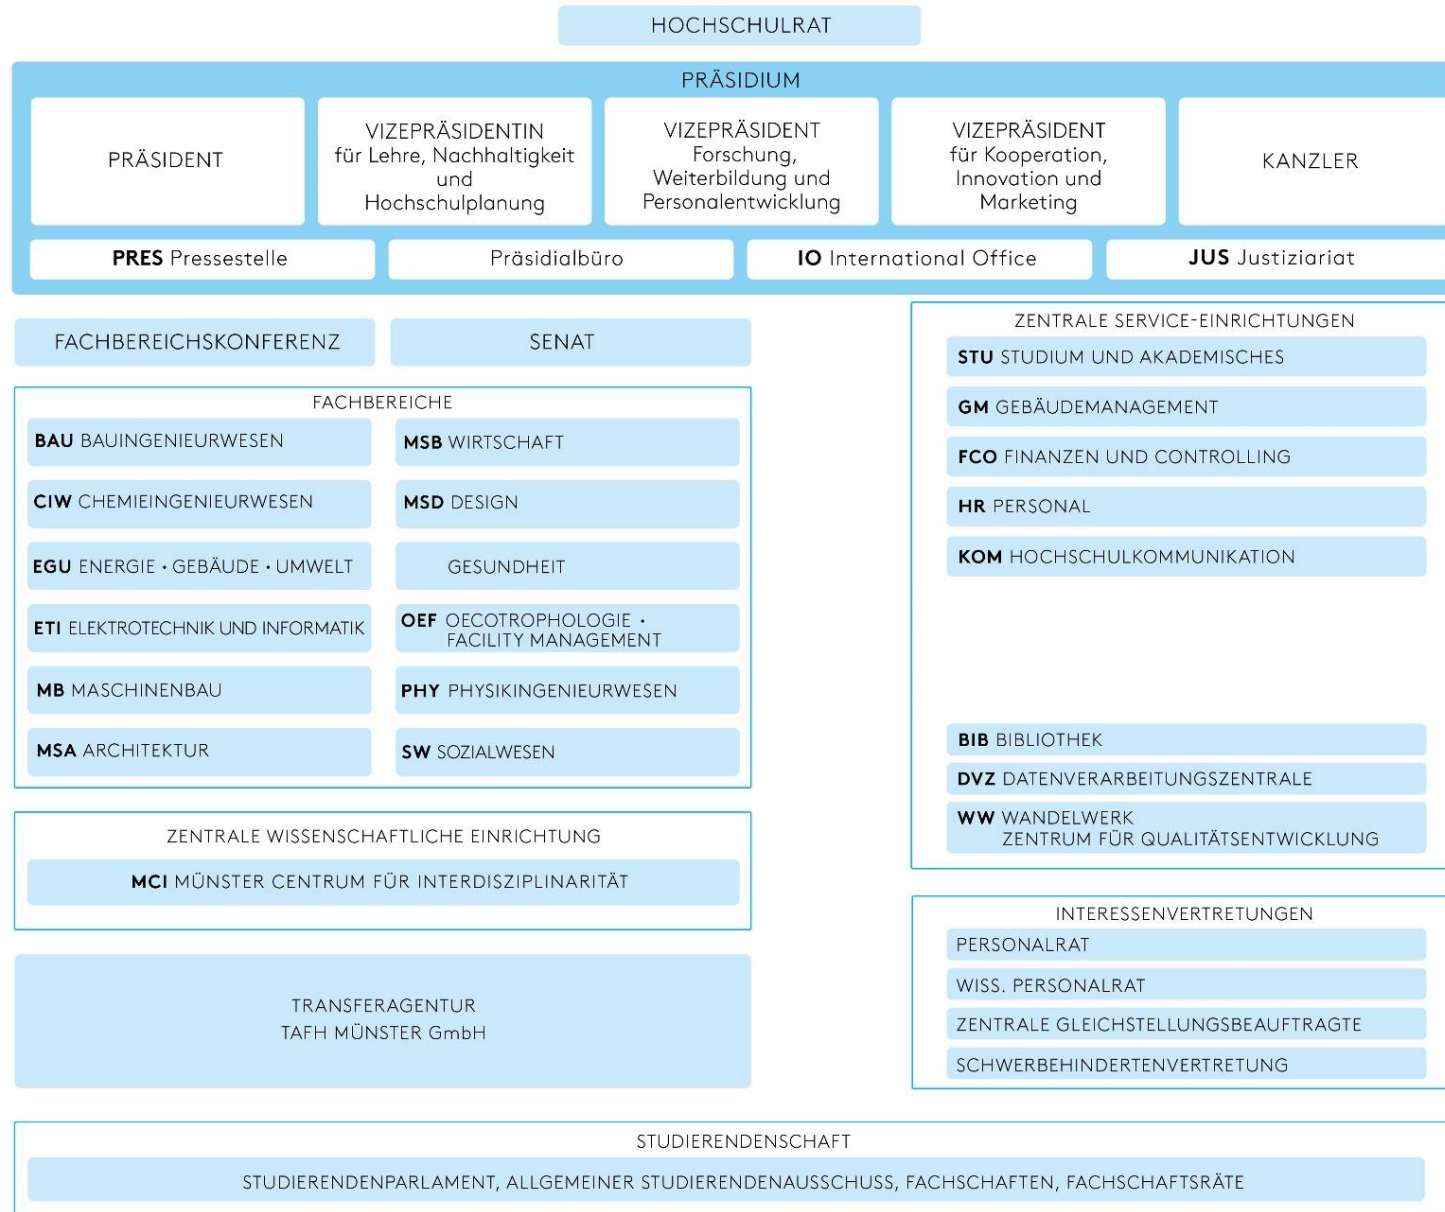 HOCHSCHULRAT
PRÄSIDIUM
PRÄSIDENT
VIZEPRÄSIDENTIN
für Lehre, Nachhaltigkeit
und
Hochschulplanung
VIZEPRÄSIDENT
Forschung,
Weiterbildung und
Personalentwicklung
VIZEPRÄSIDENT
für Kooperation,
Innovation und
Marketing
KANZLER
PRES Pressestelle
Präsidialbüro
IO International Office
JUS Justiziariat
FACHBEREICHSKONFERENZ
SENAT
FACHBEREICHE
BAU BAUINGENIEURWESEN
MSB WIRTSCHAFT
CIW CHEMIEINGENIEURWESEN
MSD DESIGN
EGU ENERGIE · GEBÄUDE · UMWELT
GESUNDHEIT
ETI ELEKTROTECHNIK UND INFORMATIK
OEF OECOTROPHOLOGIE ·
FACILITY MANAGEMENT
MB MASCHINENBAU
PHY PHYSIKINGENIEURWESEN
MSA ARCHITEKTUR
SW SOZIALWESEN
ZENTRALE WISSENSCHAFTLICHE EINRICHTUNG
MCI MÜNSTER CENTRUM FÜR INTERDISZIPLINARITÄT
TRANSFERAGENTUR
TAFH MÜNSTER GmbH
ZENTRALE SERVICE-EINRICHTUNGEN
STU STUDIUM UND AKADEMISCHES
GM GEBÄUDEMANAGEMENT
FCO FINANZEN UND CONTROLLING
HR PERSONAL
KOM HOCHSCHULKOMMUNIKATION
BIB BIBLIOTHEK
DVZ DATENVERARBEITUNGSZENTRALE
WW WANDELWERK
ZENTRUM FÜR QUALITÄTSENTWICKLUNG
INTERESSENVERTRETUNGEN
PERSONALRAT
WISS. PERSONALRAT
ZENTRALE GLEICHSTELLUNGSBEAUFTRAGTE
SCHWERBEHINDERTENVERTRETUNG
STUDIERENDENSCHAFT
STUDIERENDENPARLAMENT, ALLGEMEINER STUDIERENDENAUSSCHUSS, FACHSCHAFTEN, FACHSCHAFTSRÄTE